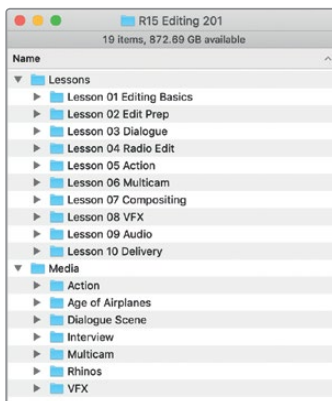 R15 Editing 201
19 items, 872.69 GB available
Name
Lessons
Lesson 01 Editing Basics
Lesson 02 Edit Prep
Lesson 03 Dialogue
Lesson 04 Radio Edit
Lesson 05 Action
Lesson 06 Multicam
Lesson 07 Compositing
Lesson 08 VFX
Lesson 09 Audio
Lesson 10 Delivery
Media
Action
Age of Airplanes
Dialogue Scene
Interview
Multicam
Rhinos
VFX